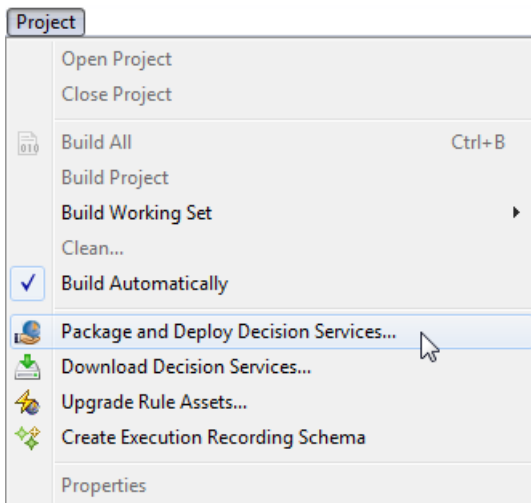 Project
Open Project
Close Project
Build All Ctrl+B
Build Project
Build Working Set
Clean...
Build Automatically
Package and Deploy Decision Services...
Download Decision Services...
Upgrade Rule Assets...
Create Execution Recording Schema
Properties